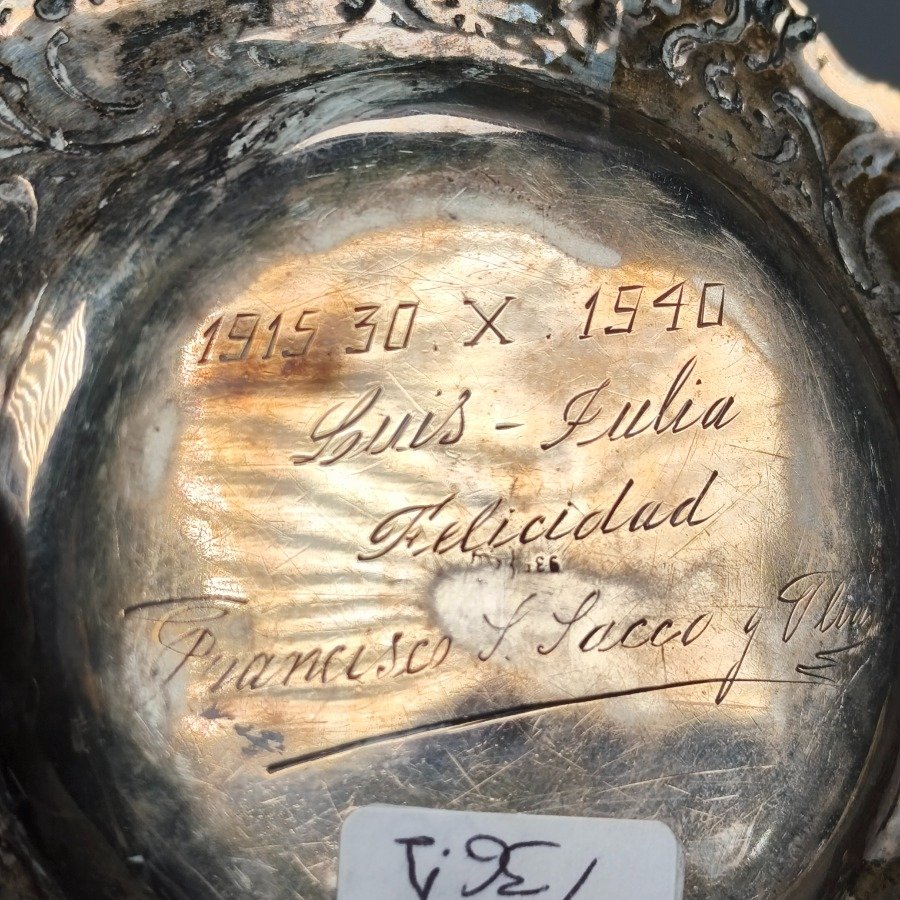 1915.30.X.1940
Luis - Julia
Felicidad
Francisco S. Sacco y